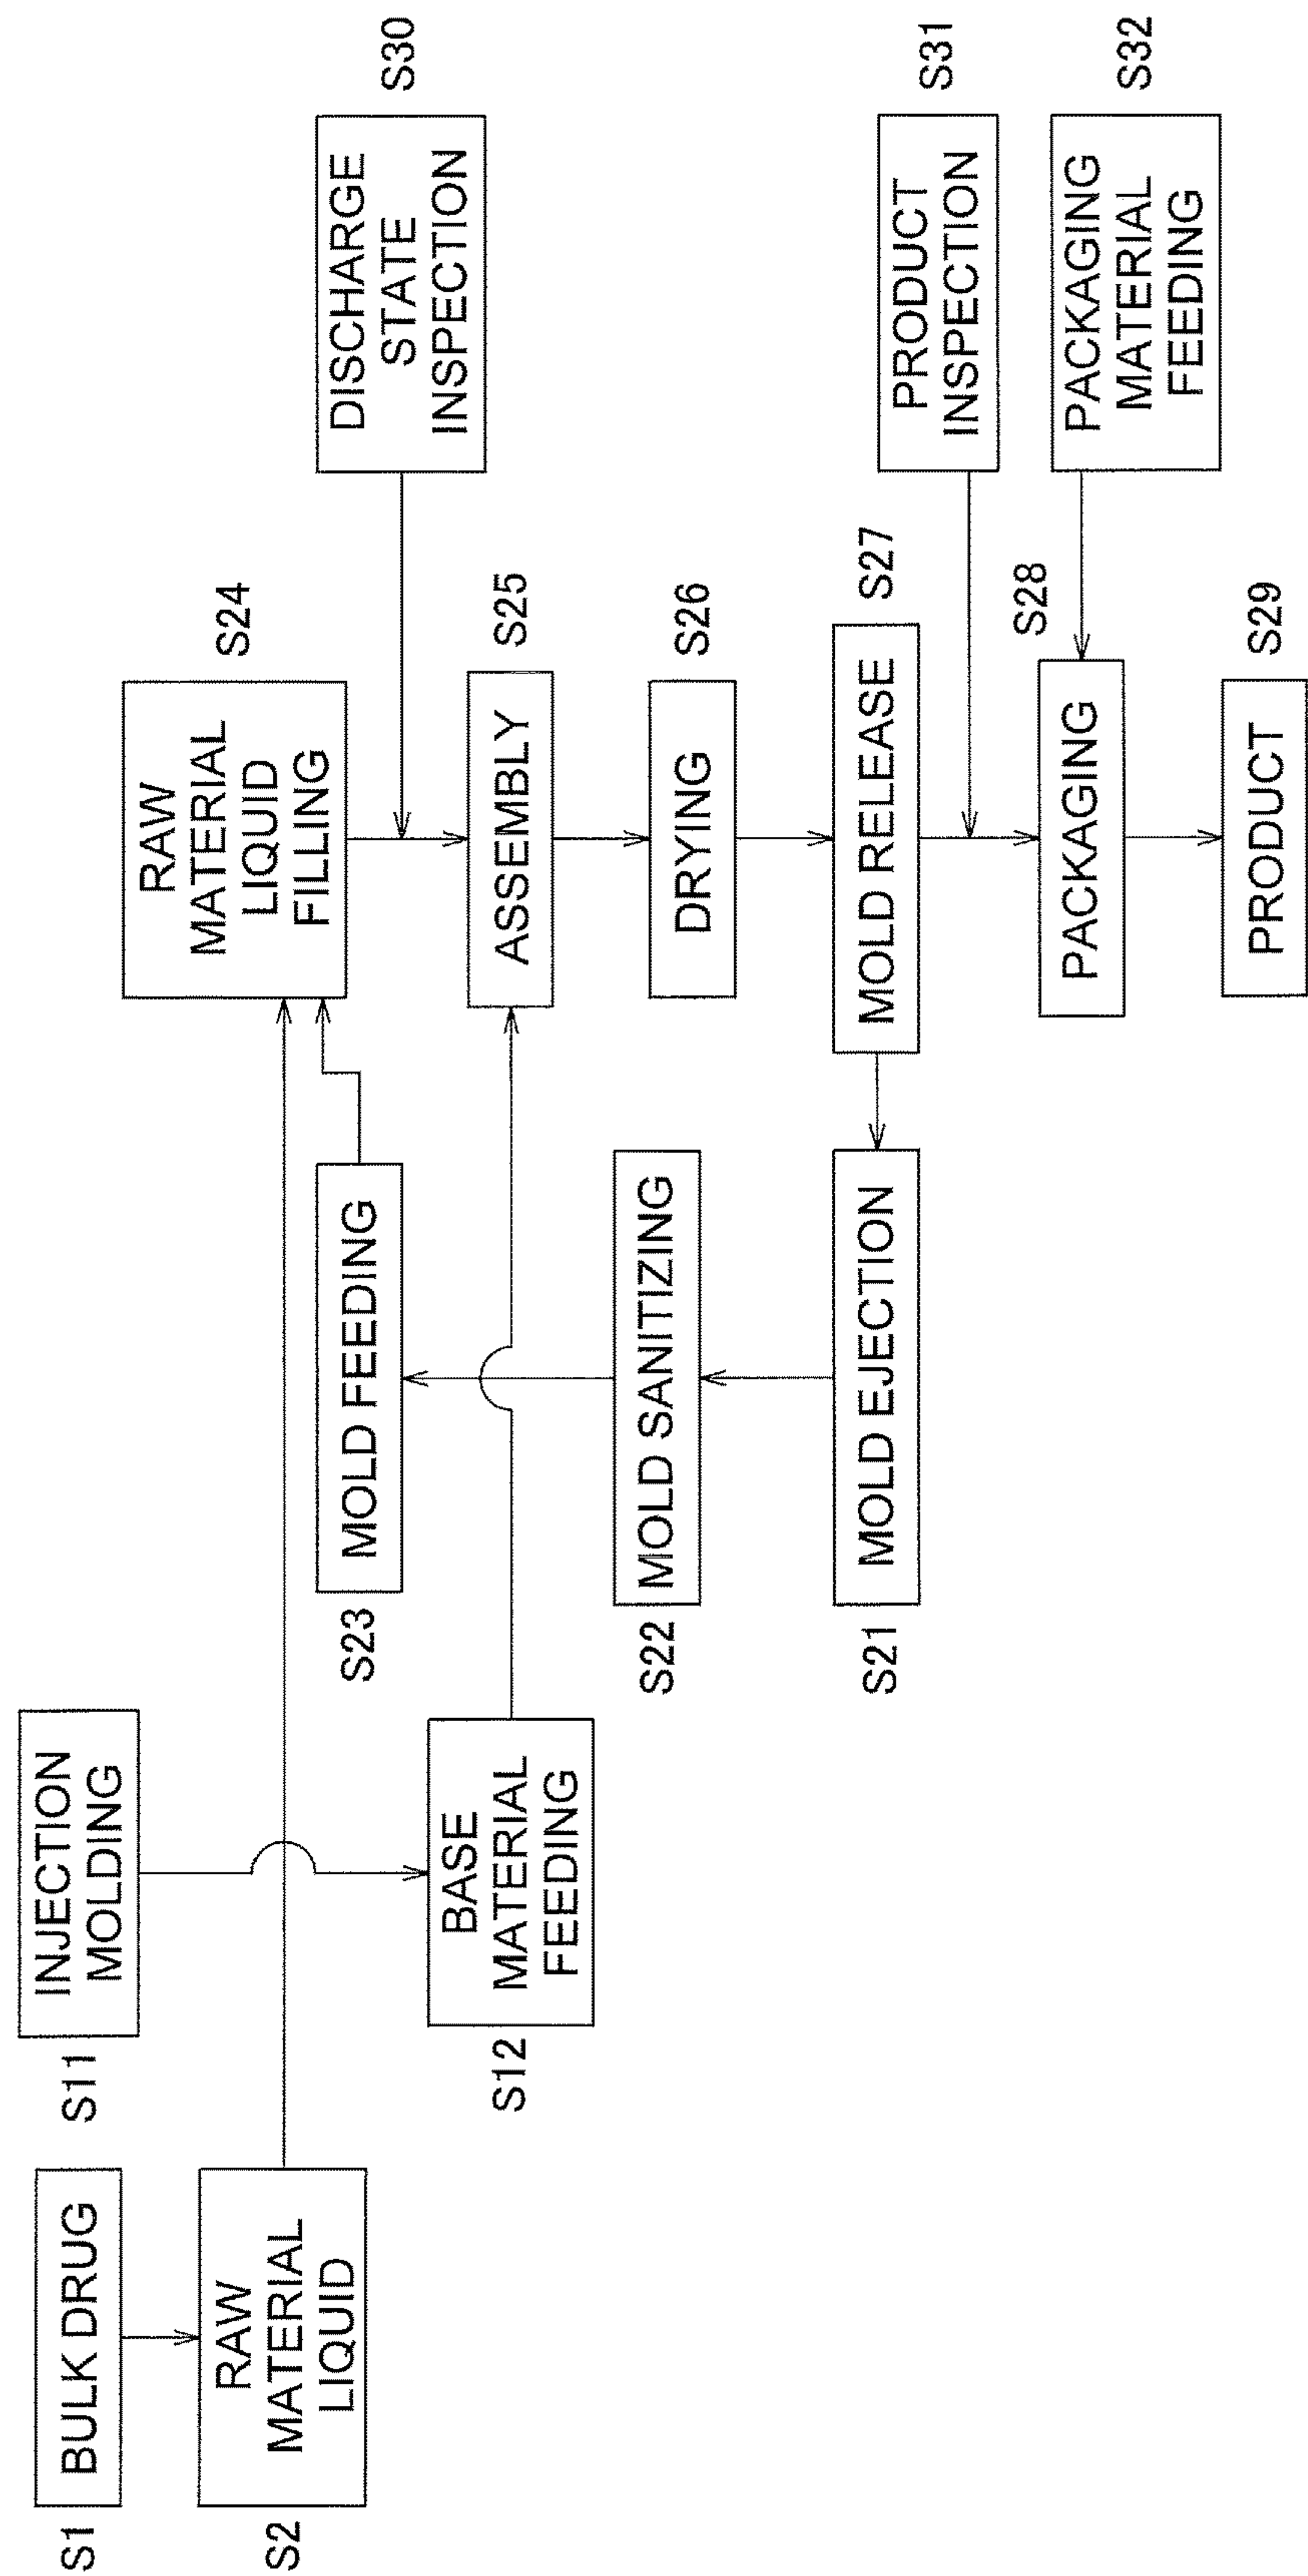 S1
BULK DRUG
S2
RAW
MATERIAL
LIQUID
S11
INJECTION
MOLDING
S12
BASE
MATERIAL
FEEDING
S23
MOLD FEEDING
S22
MOLD SANITIZING
S21
MOLD EJECTION
RAW
MATERIAL
LIQUID
FILLING
S24
ASSEMBLY
S25
DRYING
S26
MOLD RELEASE
S27
PACKAGING
S28
PRODUCT
S29
DISCHARGE
STATE
INSPECTION
S30
PRODUCT
INSPECTION
S31
PACKAGING
MATERIAL
FEEDING
S32